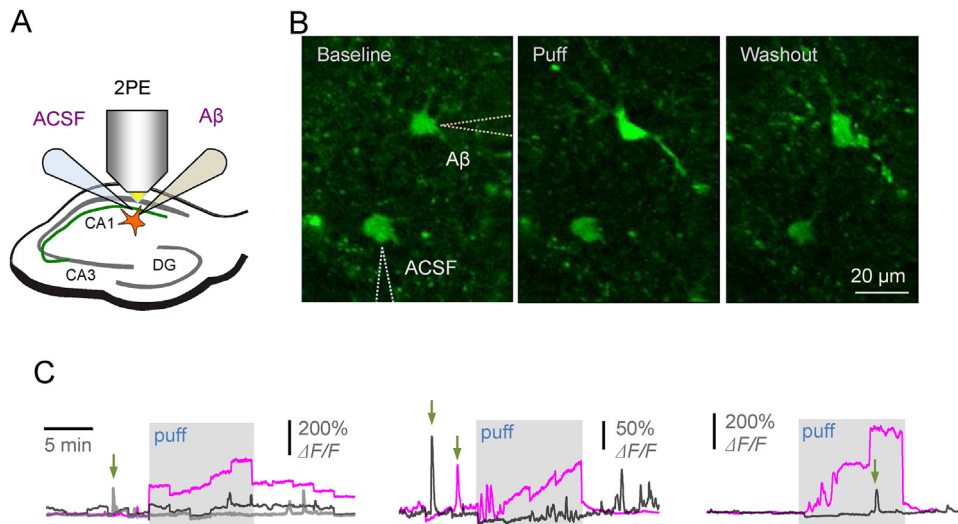 A
2PE
ACSF
Aβ
CA1
CA3
DG
B
Baseline
Puff
Washout
Aβ
ACSF
20 μm
C
5 min
puff
200%
ΔF/F
puff
50%
ΔF/F
200%
ΔF/F
puff